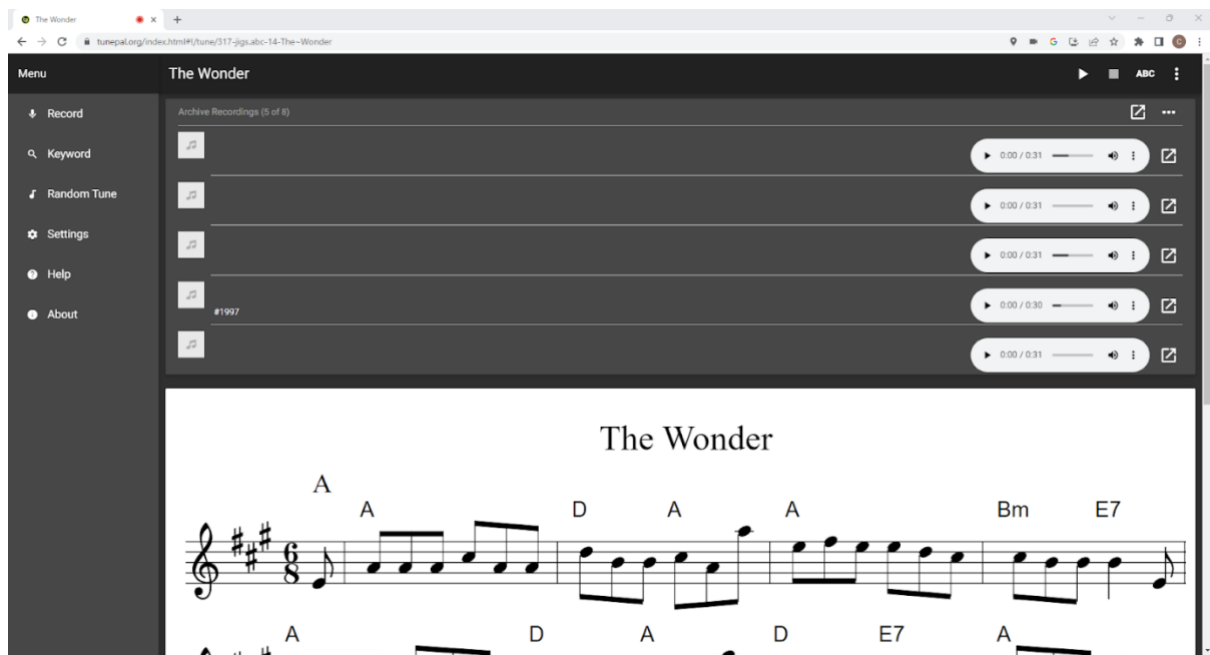 The Wonder
tunepal.org/index.html#!/tune/317-jigs.abc-14-The~Wonder
Menu
The Wonder
ABC
Record
Keyword
Random Tune
Settings
Help
About
Archive Recordings (5 of 8)
0:00 / 0:31
0:00 / 0:31
0:00 / 0:31
#1997
0:00 / 0:30
0:00 / 0:31
The Wonder
A
A D A A Bm E7
6
8
A D A D E7 A